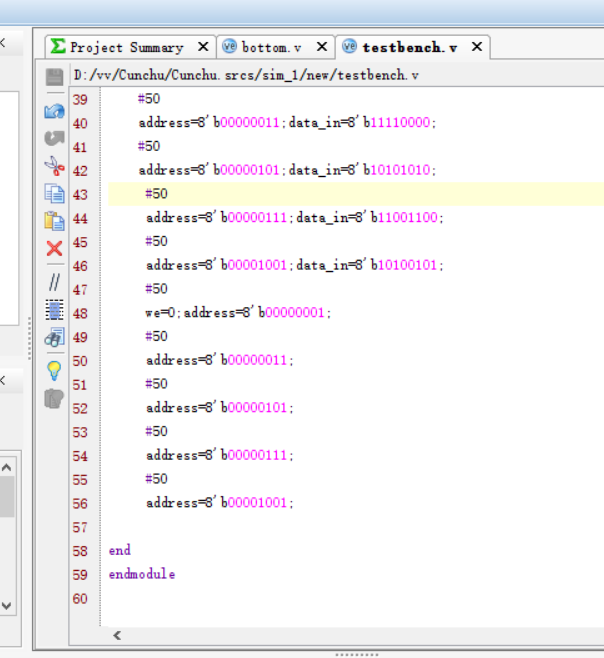 Project Summary × bottom.v × testbench.v ×
D:/vv/Cunchu/Cunchu.srcs/sim_1/new/testbench.v
39 #50
40 address=8'b00000011;data_in=8'b11110000;
41 #50
42 address=8'b00000101;data_in=8'b10101010;
43 #50
44 address=8'b00000111;data_in=8'b11001100;
45 #50
46 address=8'b00001001;data_in=8'b10100101;
47 #50
48 we=0;address=8'b00000001;
49 #50
50 address=8'b00000011;
51 #50
52 address=8'b00000101;
53 #50
54 address=8'b00000111;
55 #50
56 address=8'b00001001;
57
58 end
59 endmodule
60